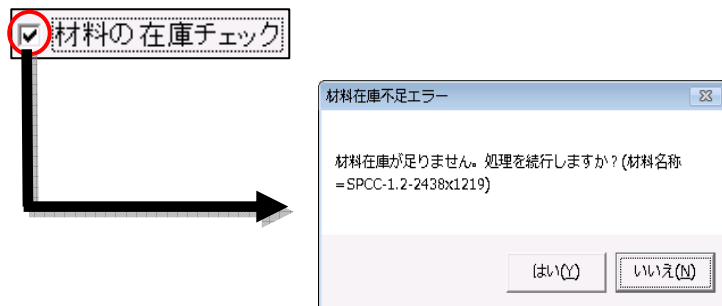 材料の在庫チェック
材料在庫不足エラー
材料在庫が足りません。処理を続行しますか?(材料名称
=SPCC-1.2-2438x1219)
はい(Y)
いいえ(N)